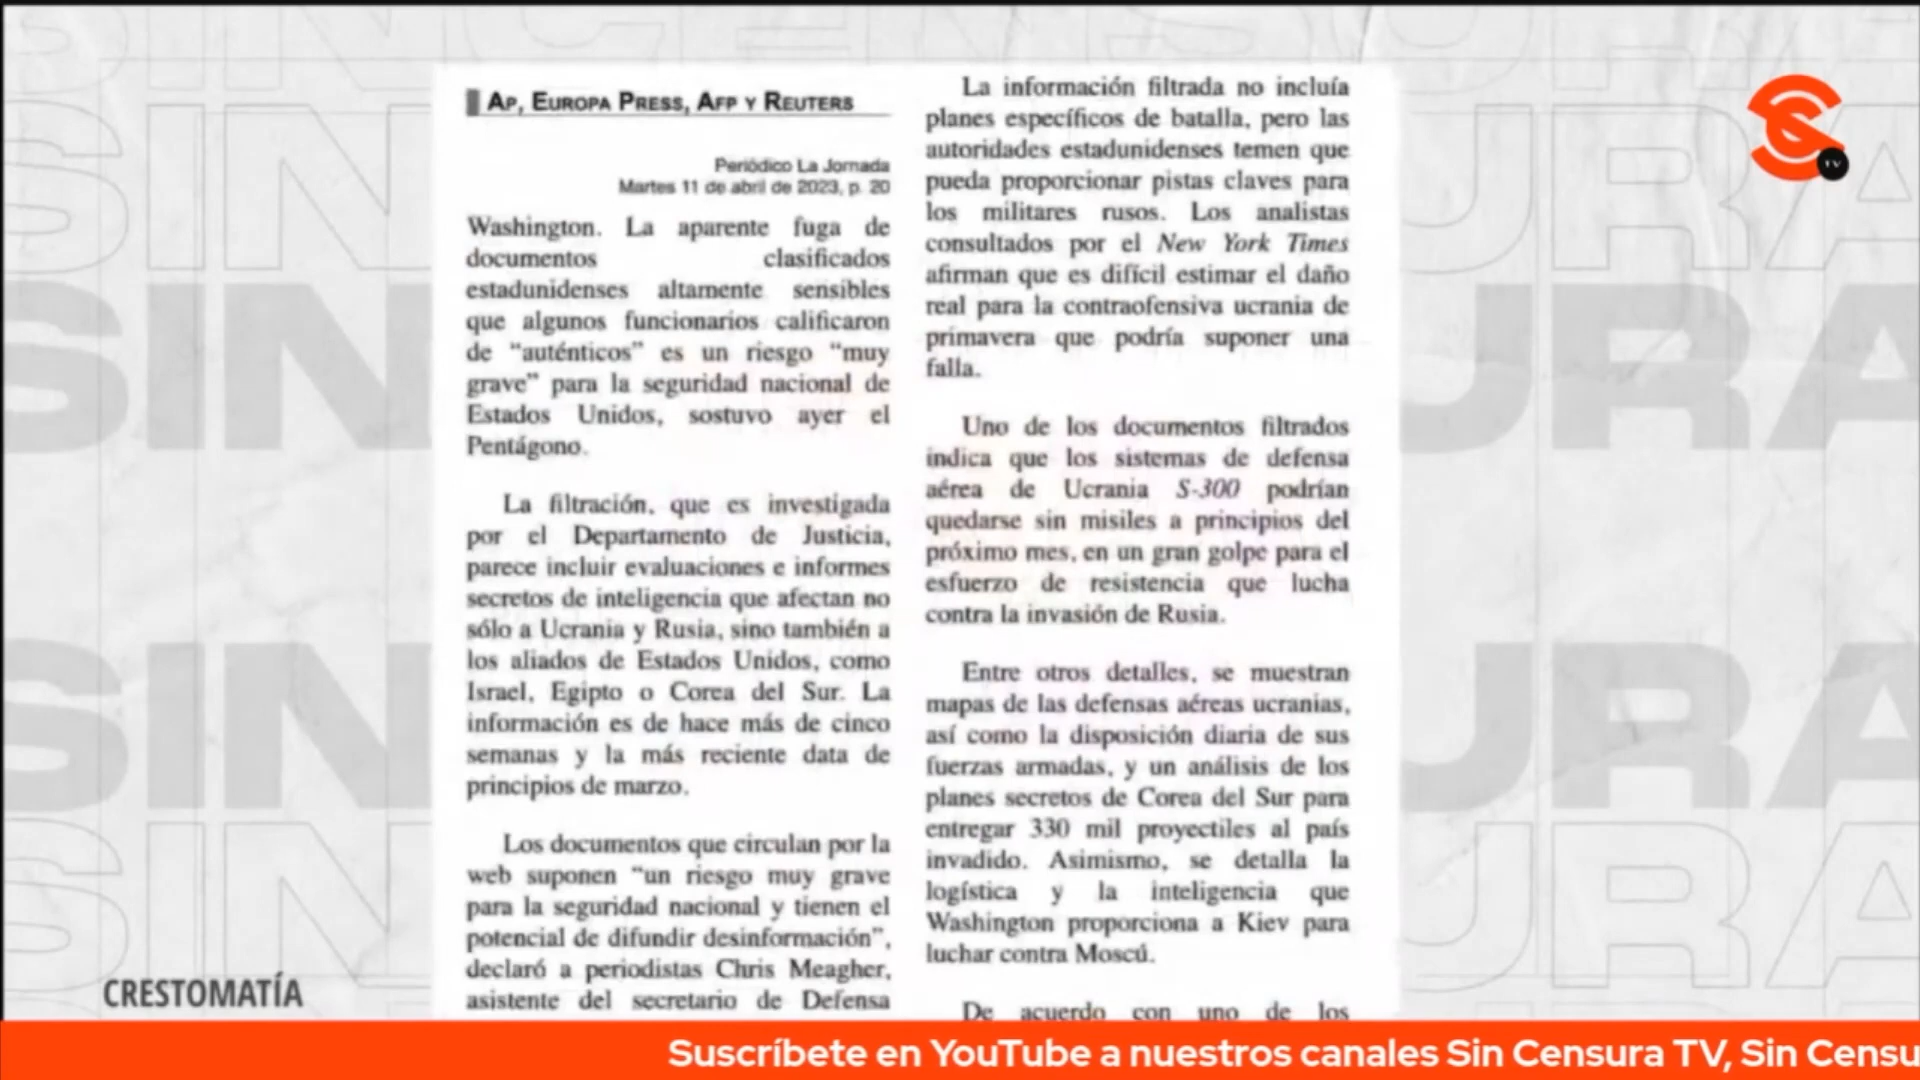 AP, EUROPA PRESS, AFP Y REUTERS
Periódico La Jornada
Martes 11 de abril de 2023, p. 20
Washington. La aparente fuga de
documentos clasificados
estadunidenses altamente sensibles
que algunos funcionarios calificaron
de “auténticos” es un riesgo “muy
grave” para la seguridad nacional de
Estados Unidos, sostuvo ayer el
Pentágono.
La filtración, que es investigada
por el Departamento de Justicia,
parece incluir evaluaciones e informes
secretos de inteligencia que afectan no
sólo a Ucrania y Rusia, sino también a
los aliados de Estados Unidos, como
Israel, Egipto o Corea del Sur. La
información es de hace más de cinco
semanas y la más reciente data de
principios de marzo.
Los documentos que circulan por la
web suponen “un riesgo muy grave
para la seguridad nacional y tienen el
potencial de difundir desinformación”,
declaró a periodistas Chris Meagher,
asistente del secretario de Defensa
La información filtrada no incluía
planes específicos de batalla, pero las
autoridades estadunidenses temen que
pueda proporcionar pistas claves para
los militares rusos. Los analistas
consultados por el New York Times
afirman que es difícil estimar el daño
real para la contraofensiva ucrania de
primavera que podría suponer una
falla.
Uno de los documentos filtrados
indica que los sistemas de defensa
aérea de Ucrania S-300 podrían
quedarse sin misiles a principios del
próximo mes, en un gran golpe para el
esfuerzo de resistencia que lucha
contra la invasión de Rusia.
Entre otros detalles, se muestran
mapas de las defensas aéreas ucranias,
así como la disposición diaria de sus
fuerzas armadas, y un análisis de los
planes secretos de Corea del Sur para
entregar 330 mil proyectiles al país
invadido. Asimismo, se detalla la
logística y la inteligencia que
Washington proporciona a Kiev para
luchar contra Moscú.
De acuerdo con uno de los
TV
CRESTOMATÍA
Suscríbete en YouTube a nuestros canales Sin Censura TV, Sin Censu